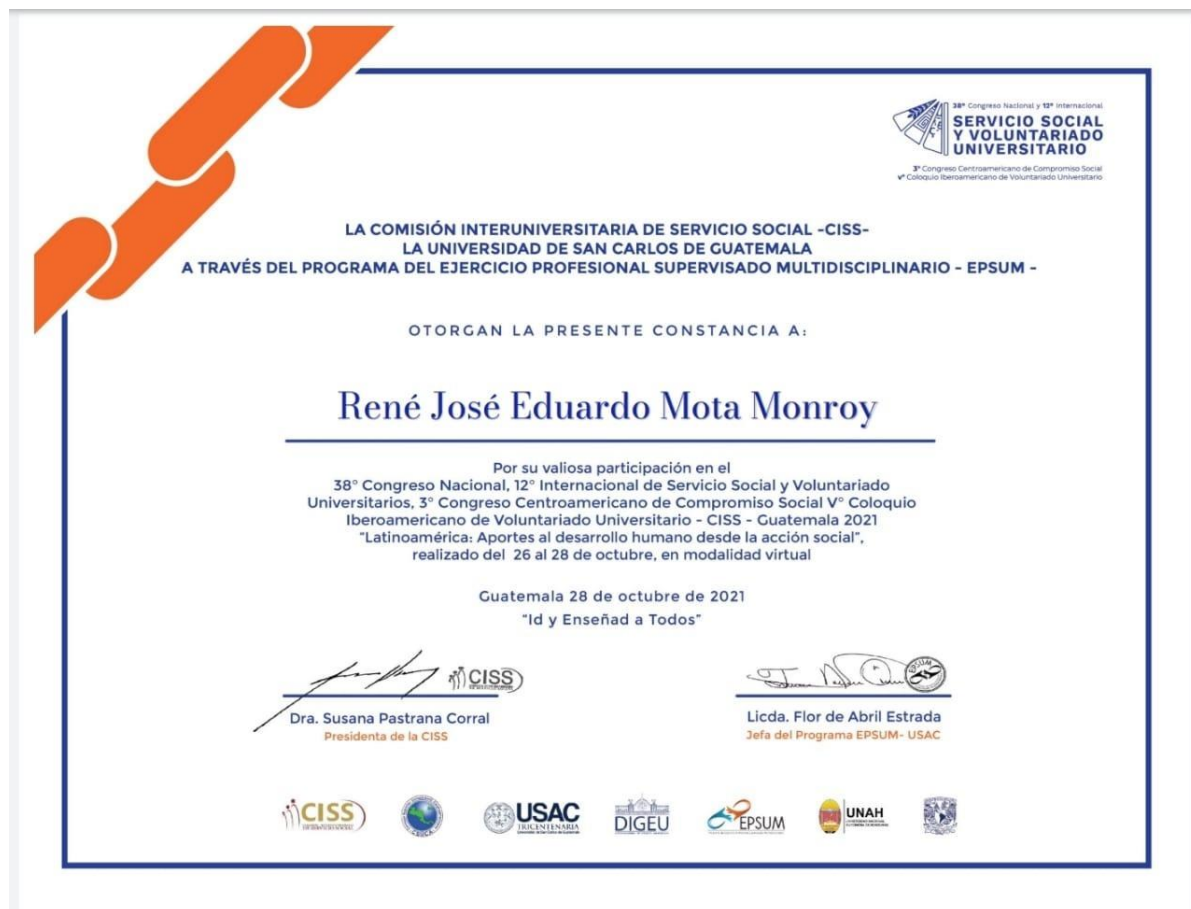 38º Congreso Nacional y 12º Internacional
SERVICIO SOCIAL
Y VOLUNTARIADO
UNIVERSITARIO
3º Congreso Centroamericano de Compromiso Social
Vº Coloquio Iberoamericano de Voluntariado Universitario
LA COMISIÓN INTERUNIVERSITARIA DE SERVICIO SOCIAL -CISS-
LA UNIVERSIDAD DE SAN CARLOS DE GUATEMALA
A TRAVÉS DEL PROGRAMA DEL EJERCICIO PROFESIONAL SUPERVISADO MULTIDISCIPLINARIO - EPSUM -
OTORGAN LA PRESENTE CONSTANCIA A:
René José Eduardo Mota Monroy
Por su valiosa participación en el
38° Congreso Nacional, 12° Internacional de Servicio Social y Voluntariado
Universitarios, 3° Congreso Centroamericano de Compromiso Social V° Coloquio
Iberoamericano de Voluntariado Universitario - CISS - Guatemala 2021
"Latinoamérica: Aportes al desarrollo humano desde la acción social",
realizado del 26 al 28 de octubre, en modalidad virtual
Guatemala 28 de octubre de 2021
"Id y Enseñad a Todos"
CISS
EPSUM
Dra. Susana Pastrana Corral
Presidenta de la CISS
Licda. Flor de Abril Estrada
Jefa del Programa EPSUM- USAC
CISS
CSUCA
USAC
TRICENTENARIA
DIGEU
EPSUM
UNAH